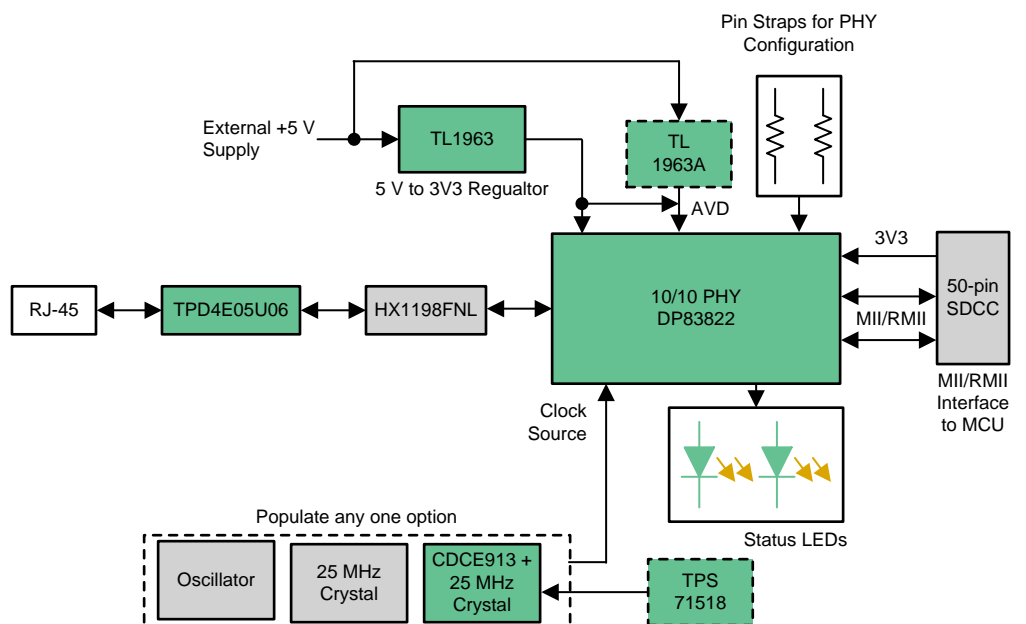 Pin Straps for PHY
Configuration
External +5 V
Supply
TL1963
5 V to 3V3 Regualtor
TL
1963A
AVD
RJ-45
TPD4E05U06
HX1198FNL
10/10 PHY
DP83822
3V3
MII/RMII
50-pin
SDCC
MII/RMII
Interface
to MCU
Clock
Source
Status LEDs
Populate any one option
Oscillator
25 MHz
Crystal
CDCE913 +
25 MHz
Crystal
TPS
71518